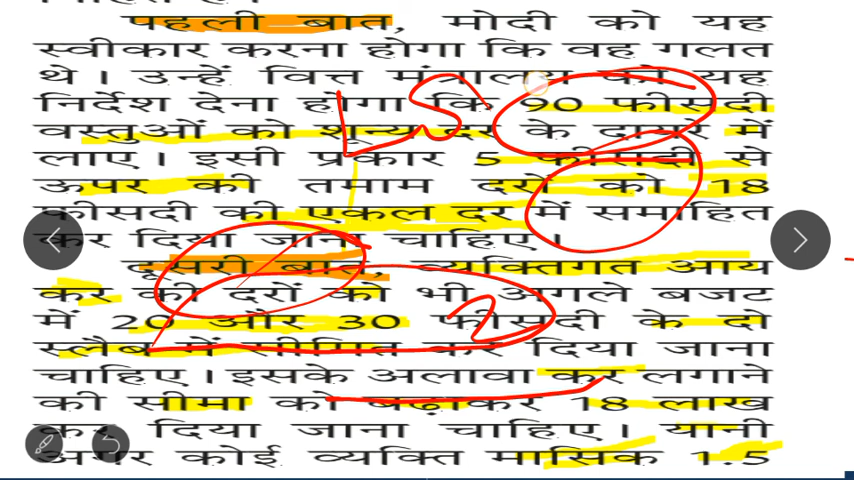 पहली बात, मोदी को यह
स्वीकार करना होगा कि वह गलत
थे। उन्हें वित्त मंत्रालय को यह
निर्देश देना होगा कि 90 फीसदी
वस्तुओं को शून्य दर के दायरे में
लाए। इसी प्रकार 5 फीसदी से
ऊपर की तमाम दरों को 18
फीसदी की एकल दर में समाहित
कर दिया जाना चाहिए।
दूसरी बात, व्यक्तिगत आय
कर की दरों को भी अगले बजट
में 20 और 30 फीसदी के दो
स्लैब में सीमित कर दिया जाना
चाहिए। इसके अलावा कर लगाने
की सीमा को बढ़ाकर 18 लाख
कर दिया जाना चाहिए। यानी
अगर कोई व्यक्ति मासिक 1.5